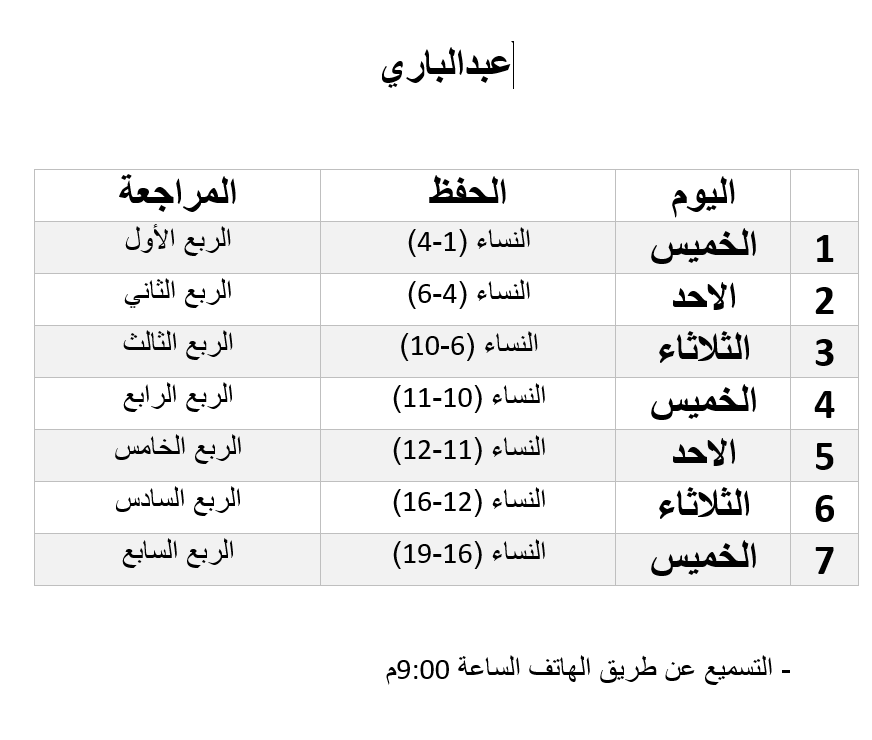 عبدالباري
اليوم الحفظ المراجعة
1 الخميس النساء (1-4) الربع الأول
2 الاحد النساء (4-6) الربع الثاني
3 الثلاثاء النساء (6-10) الربع الثالث
4 الخميس النساء (10-11) الربع الرابع
5 الاحد النساء (11-12) الربع الخامس
6 الثلاثاء النساء (12-16) الربع السادس
7 الخميس النساء (16-19) الربع السابع
- التسميع عن طريق الهاتف الساعة 9:00م